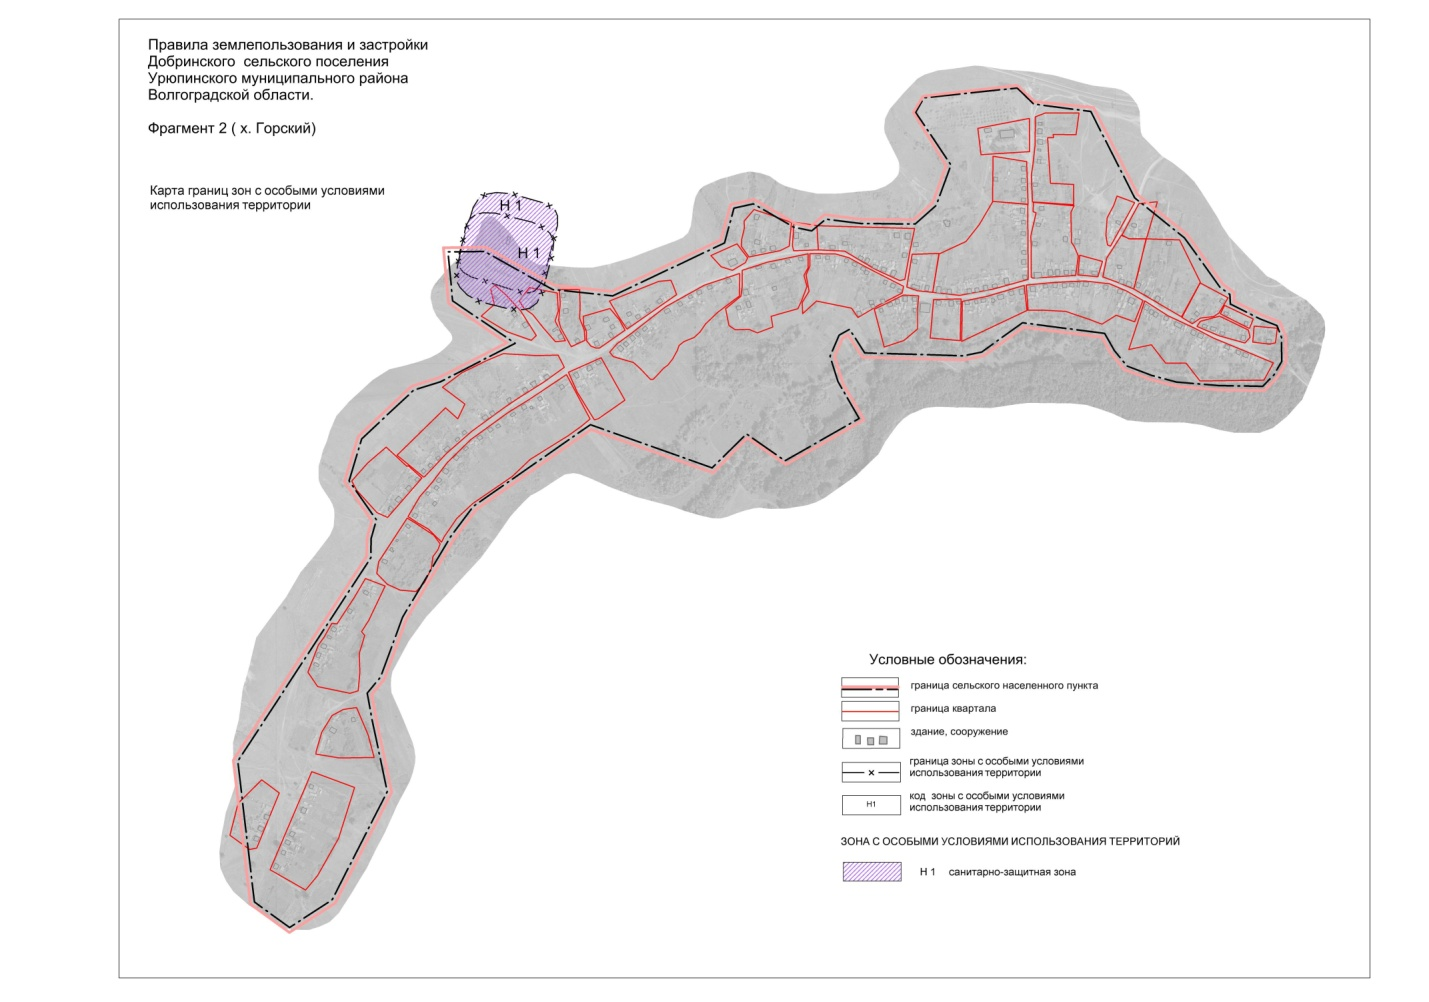 Правила землепользования и застройки
Добринского сельского поселения
Урюпинского муниципального района
Волгоградской области.
Фрагмент 2 ( х. Горский)
Карта границ зон с особыми условиями
использования территории
Н 1
Н 1
Условные обозначения:
граница сельского населенного пункта
граница квартала
здание, сооружение
граница зоны с особыми условиями
использования территории
Н1
код зоны с особыми условиями
использования территории
ЗОНА С ОСОБЫМИ УСЛОВИЯМИ ИСПОЛЬЗОВАНИЯ ТЕРРИТОРИЙ
Н 1 санитарно-защитная зона